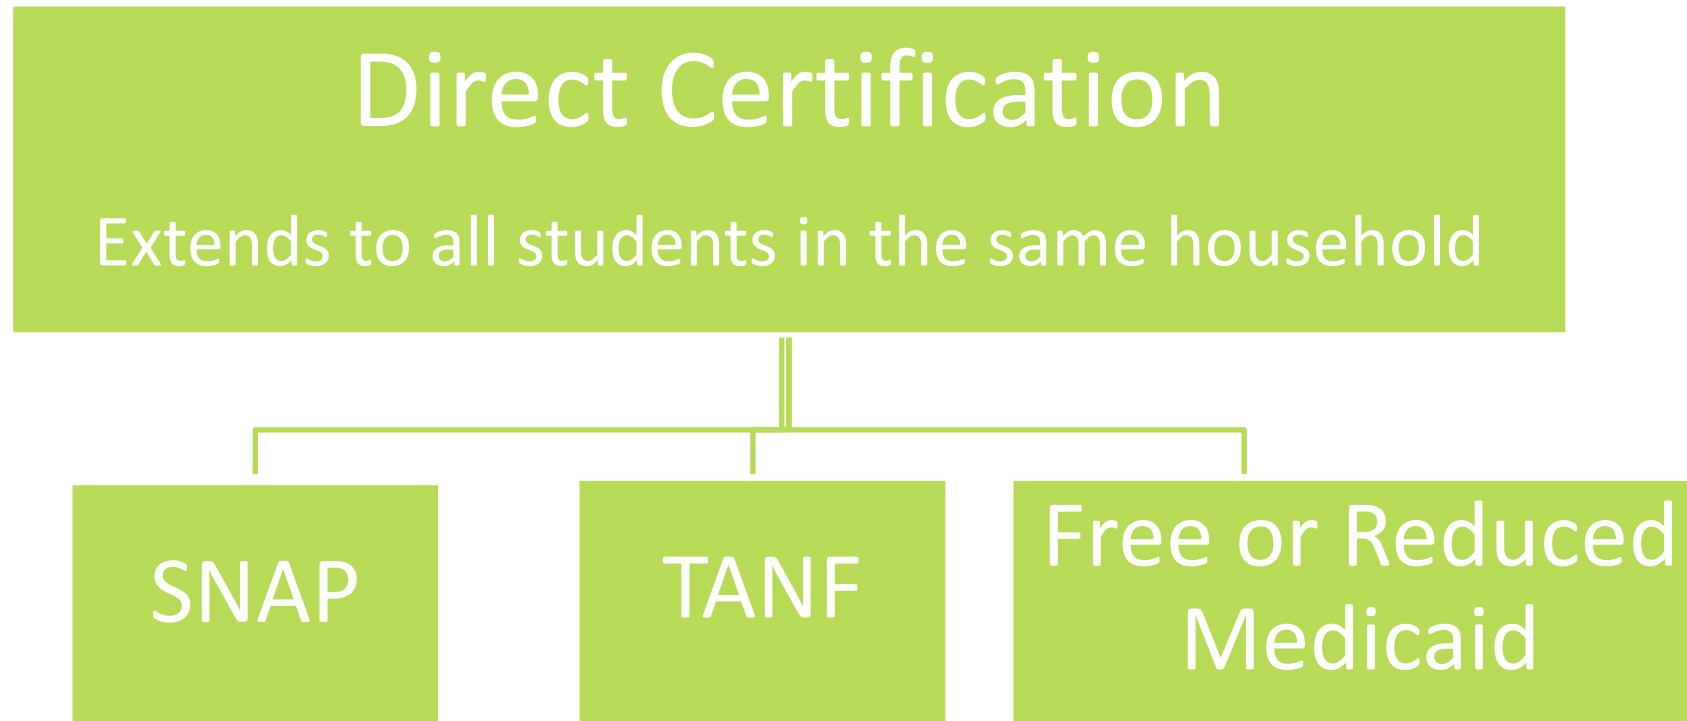 Direct Certification
Extends to all students in the same household
SNAP
TANF
Free or Reduced
Medicaid